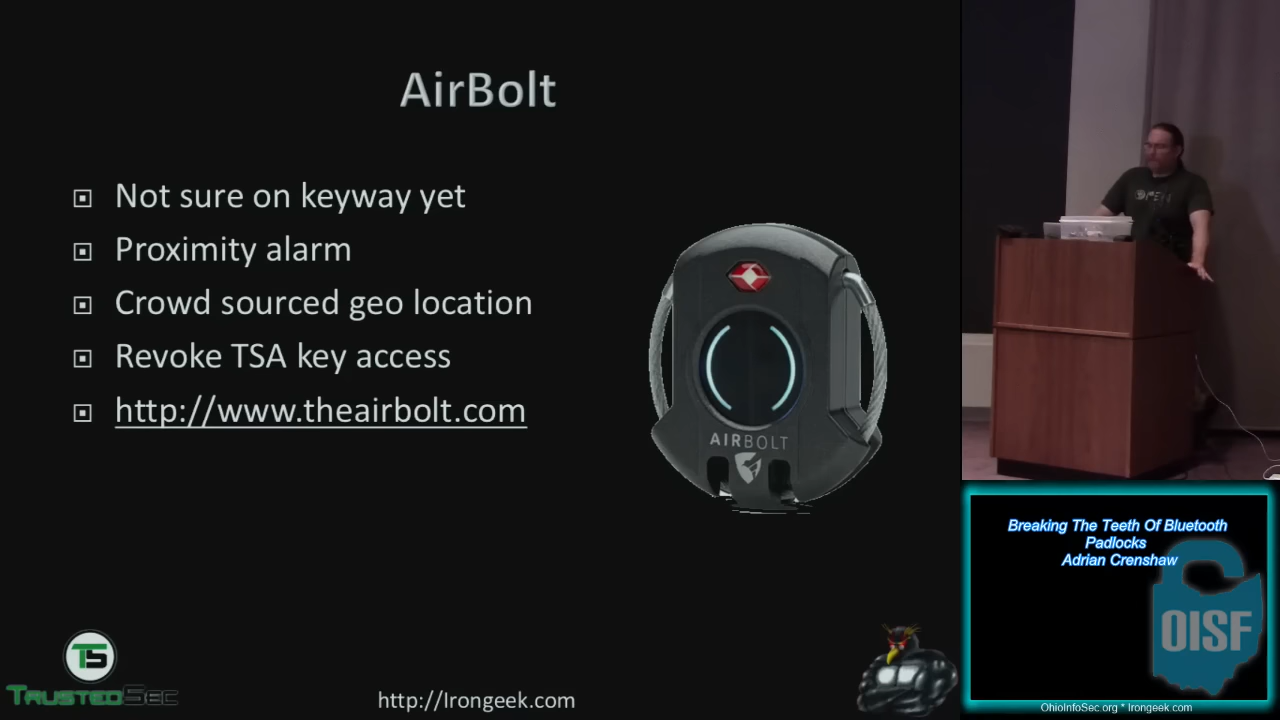 AirBolt
Not sure on keyway yet
Proximity alarm
Crowd sourced geo location
Revoke TSA key access
http://www.theairbolt.com
AIRBOLT
TS
TRUSTEDSEC
http://Irongeek.com
Breaking The Teeth Of Bluetooth
Padlocks
Adrian Crenshaw
OISF
OhioInfoSec.org * Irongeek.com